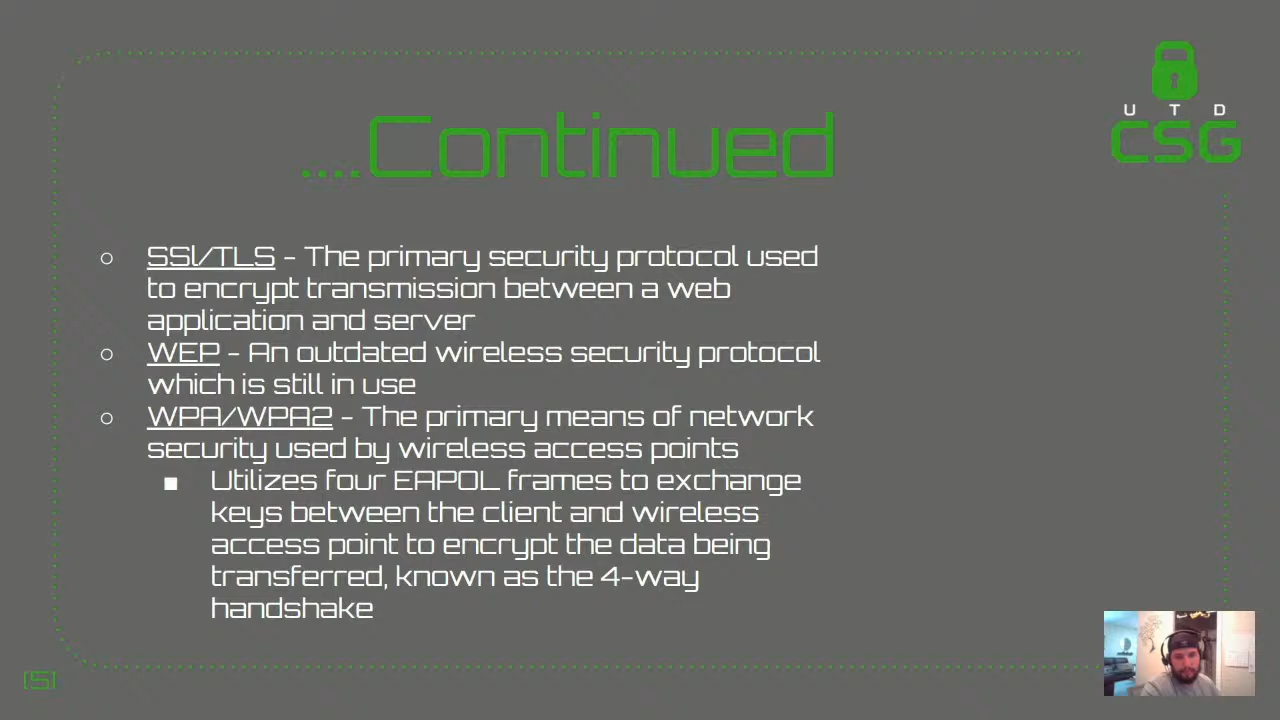 U T D
CSG
....Continued
○ SSl/TLS - The primary security protocol used
to encrypt transmission between a web
application and server
○ WEP - An outdated wireless security protocol
which is still in use
○ WPA/WPA2 - The primary means of network
security used by wireless access points
■ Utilizes four EAPOL frames to exchange
keys between the client and wireless
access point to encrypt the data being
transferred, known as the 4-way
handshake
[5]